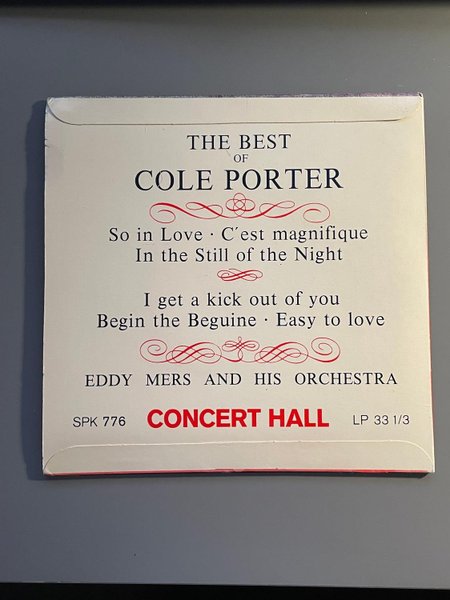 THE BEST
OF
COLE PORTER
So in Love · C'est magnifique
In the Still of the Night
I get a kick out of you
Begin the Beguine · Easy to love
EDDY MERS AND HIS ORCHESTRA
SPK 776 CONCERT HALL LP 33 1/3